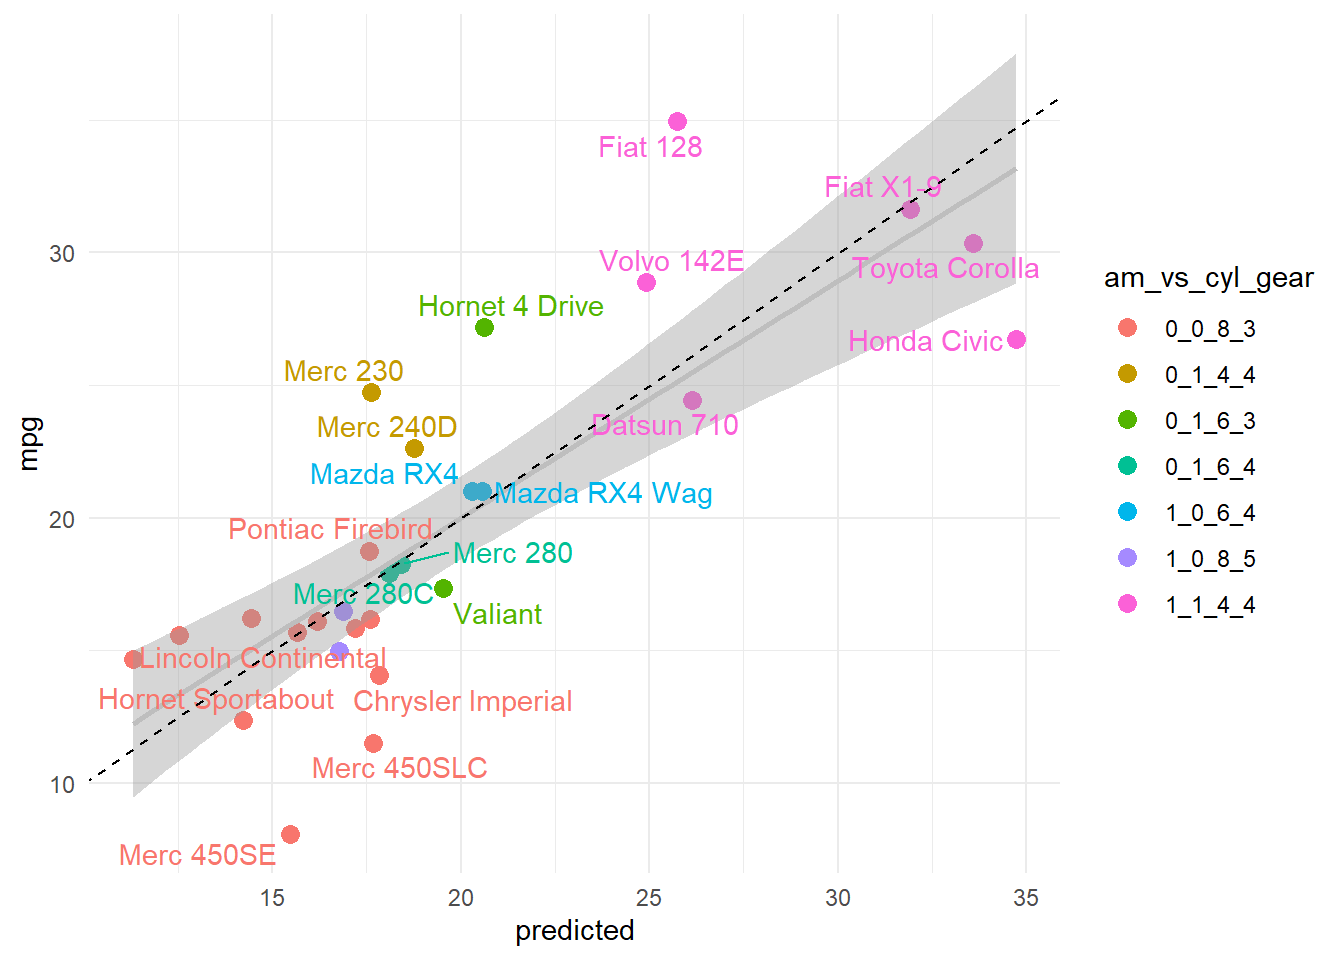 Fiat 128
Fiat X1-9
Volvo 142E
Toyota Corolla
Hornet 4 Drive
Honda Civic
Merc 230
Merc 240D
Datsun 710
Mazda RX4
Mazda RX4 Wag
Pontiac Firebird
Merc 280
Merc 280C
Valiant
Lincoln Continental
Hornet Sportabout
Chrysler Imperial
Merc 450SLC
Merc 450SE
30
20
10
mpg
15
20
25
30
35
predicted
am_vs_cyl_gear
0_0_8_3
0_1_4_4
0_1_6_3
0_1_6_4
1_0_6_4
1_0_8_5
1_1_4_4